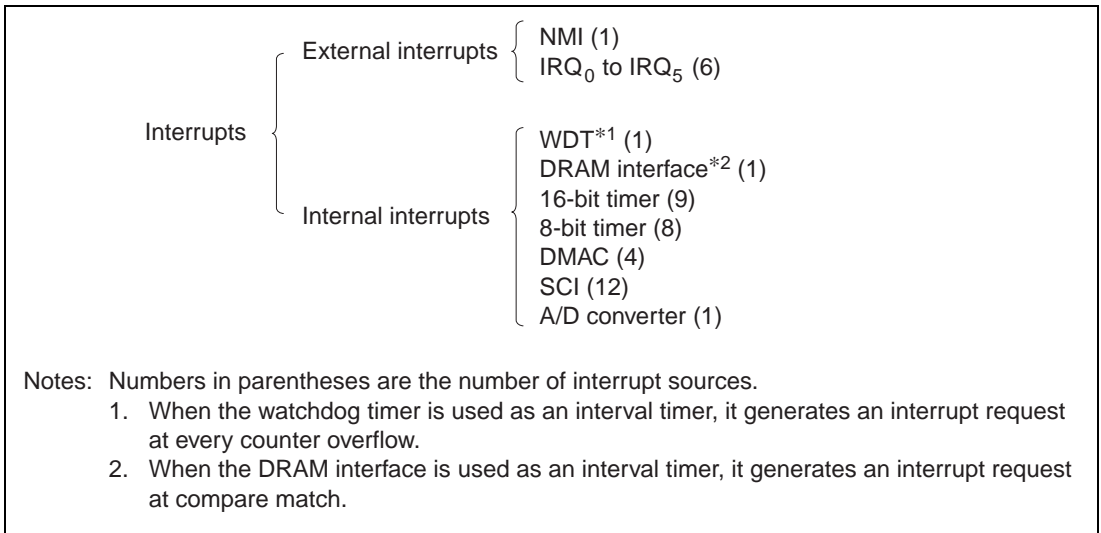 Interrupts
External interrupts
NMI (1)
IRQ0 to IRQ5 (6)
Internal interrupts
WDT*1 (1)
DRAM interface*2 (1)
16-bit timer (9)
8-bit timer (8)
DMAC (4)
SCI (12)
A/D converter (1)
Notes: Numbers in parentheses are the number of interrupt sources.
1. When the watchdog timer is used as an interval timer, it generates an interrupt request
at every counter overflow.
2. When the DRAM interface is used as an interval timer, it generates an interrupt request
at compare match.